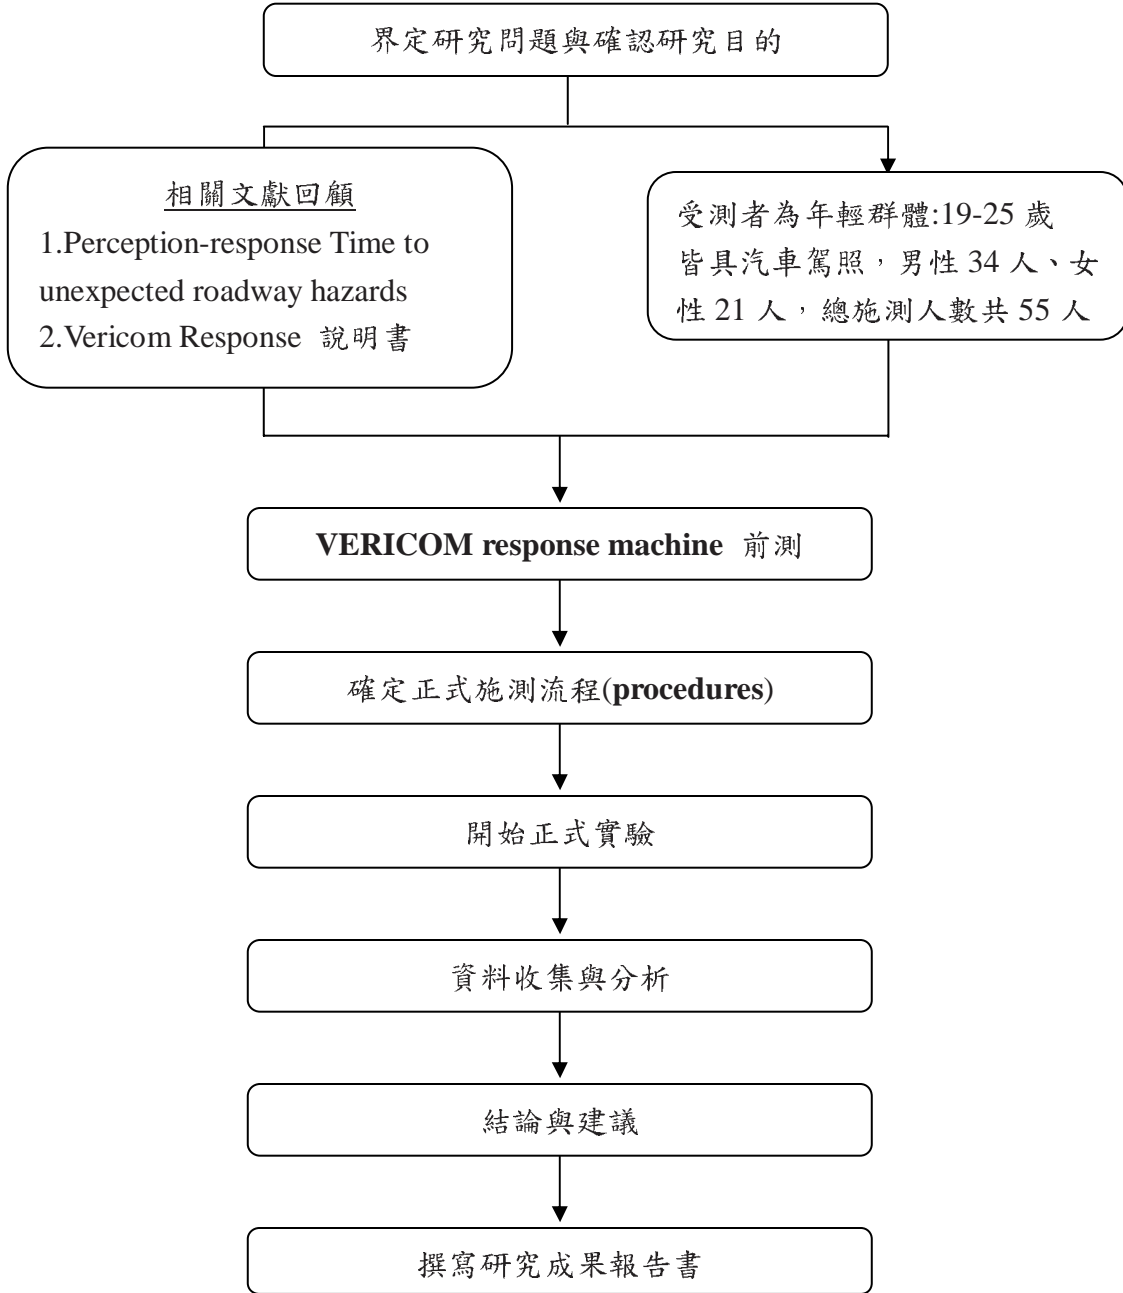 界定研究問題與確認研究目的
相關文獻回顧
1.Perception-response Time to
unexpected roadway hazards
2.Vericom Response 說明書
受測者為年輕群體:19-25 歲
皆具汽車駕照，男性 34 人、女
性 21 人，總施測人數共 55 人
VERICOM response machine 前測
確定正式施測流程(procedures)
開始正式實驗
資料收集與分析
結論與建議
撰寫研究成果報告書